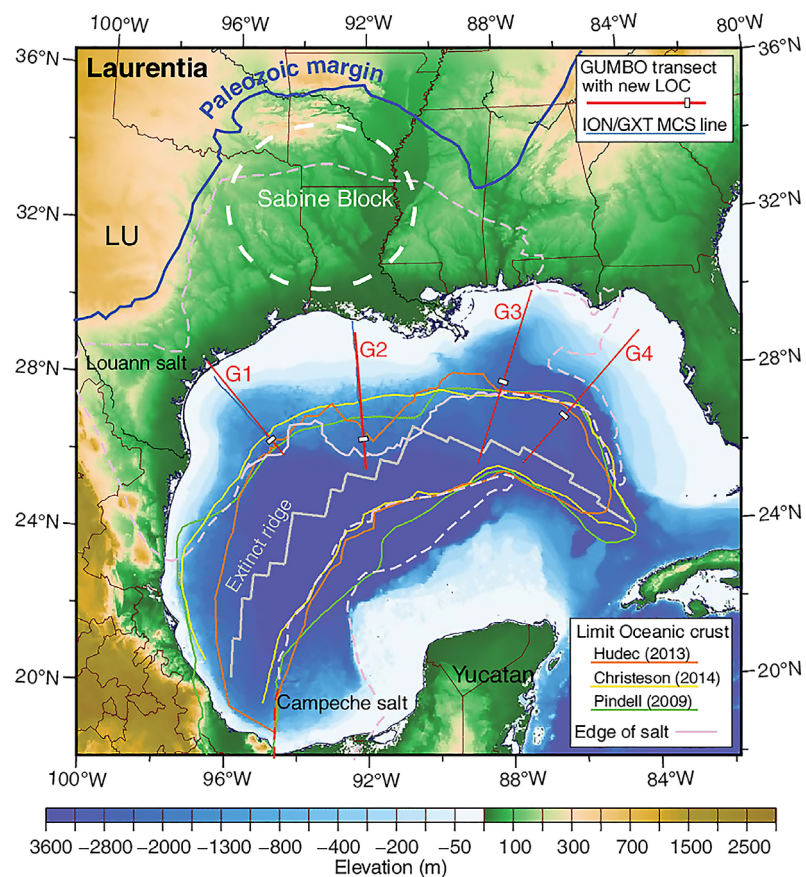 100°W 96°W 92°W 88°W 84°W 80°W
36°N
36°N
Laurentia
Paleozoic margin
GUMBO transect
with new LOC
ION/GXT MCS line
Sabine Block
32°N
32°N
LU
G3
28°N
28°N
Louann salt
G1
G2
G4
24°N
24°N
Extinct ridge
20°N
20°N
Campeche salt
Yucatan
Limit Oceanic crust
Hudec (2013)
Christeson (2014)
Pindell (2009)
Edge of salt
100°W 96°W 92°W 88°W 84°W
3600 −2800 −2000 −1300 −800 −400 −200 −50 100 300 700 1500 2500
Elevation (m)